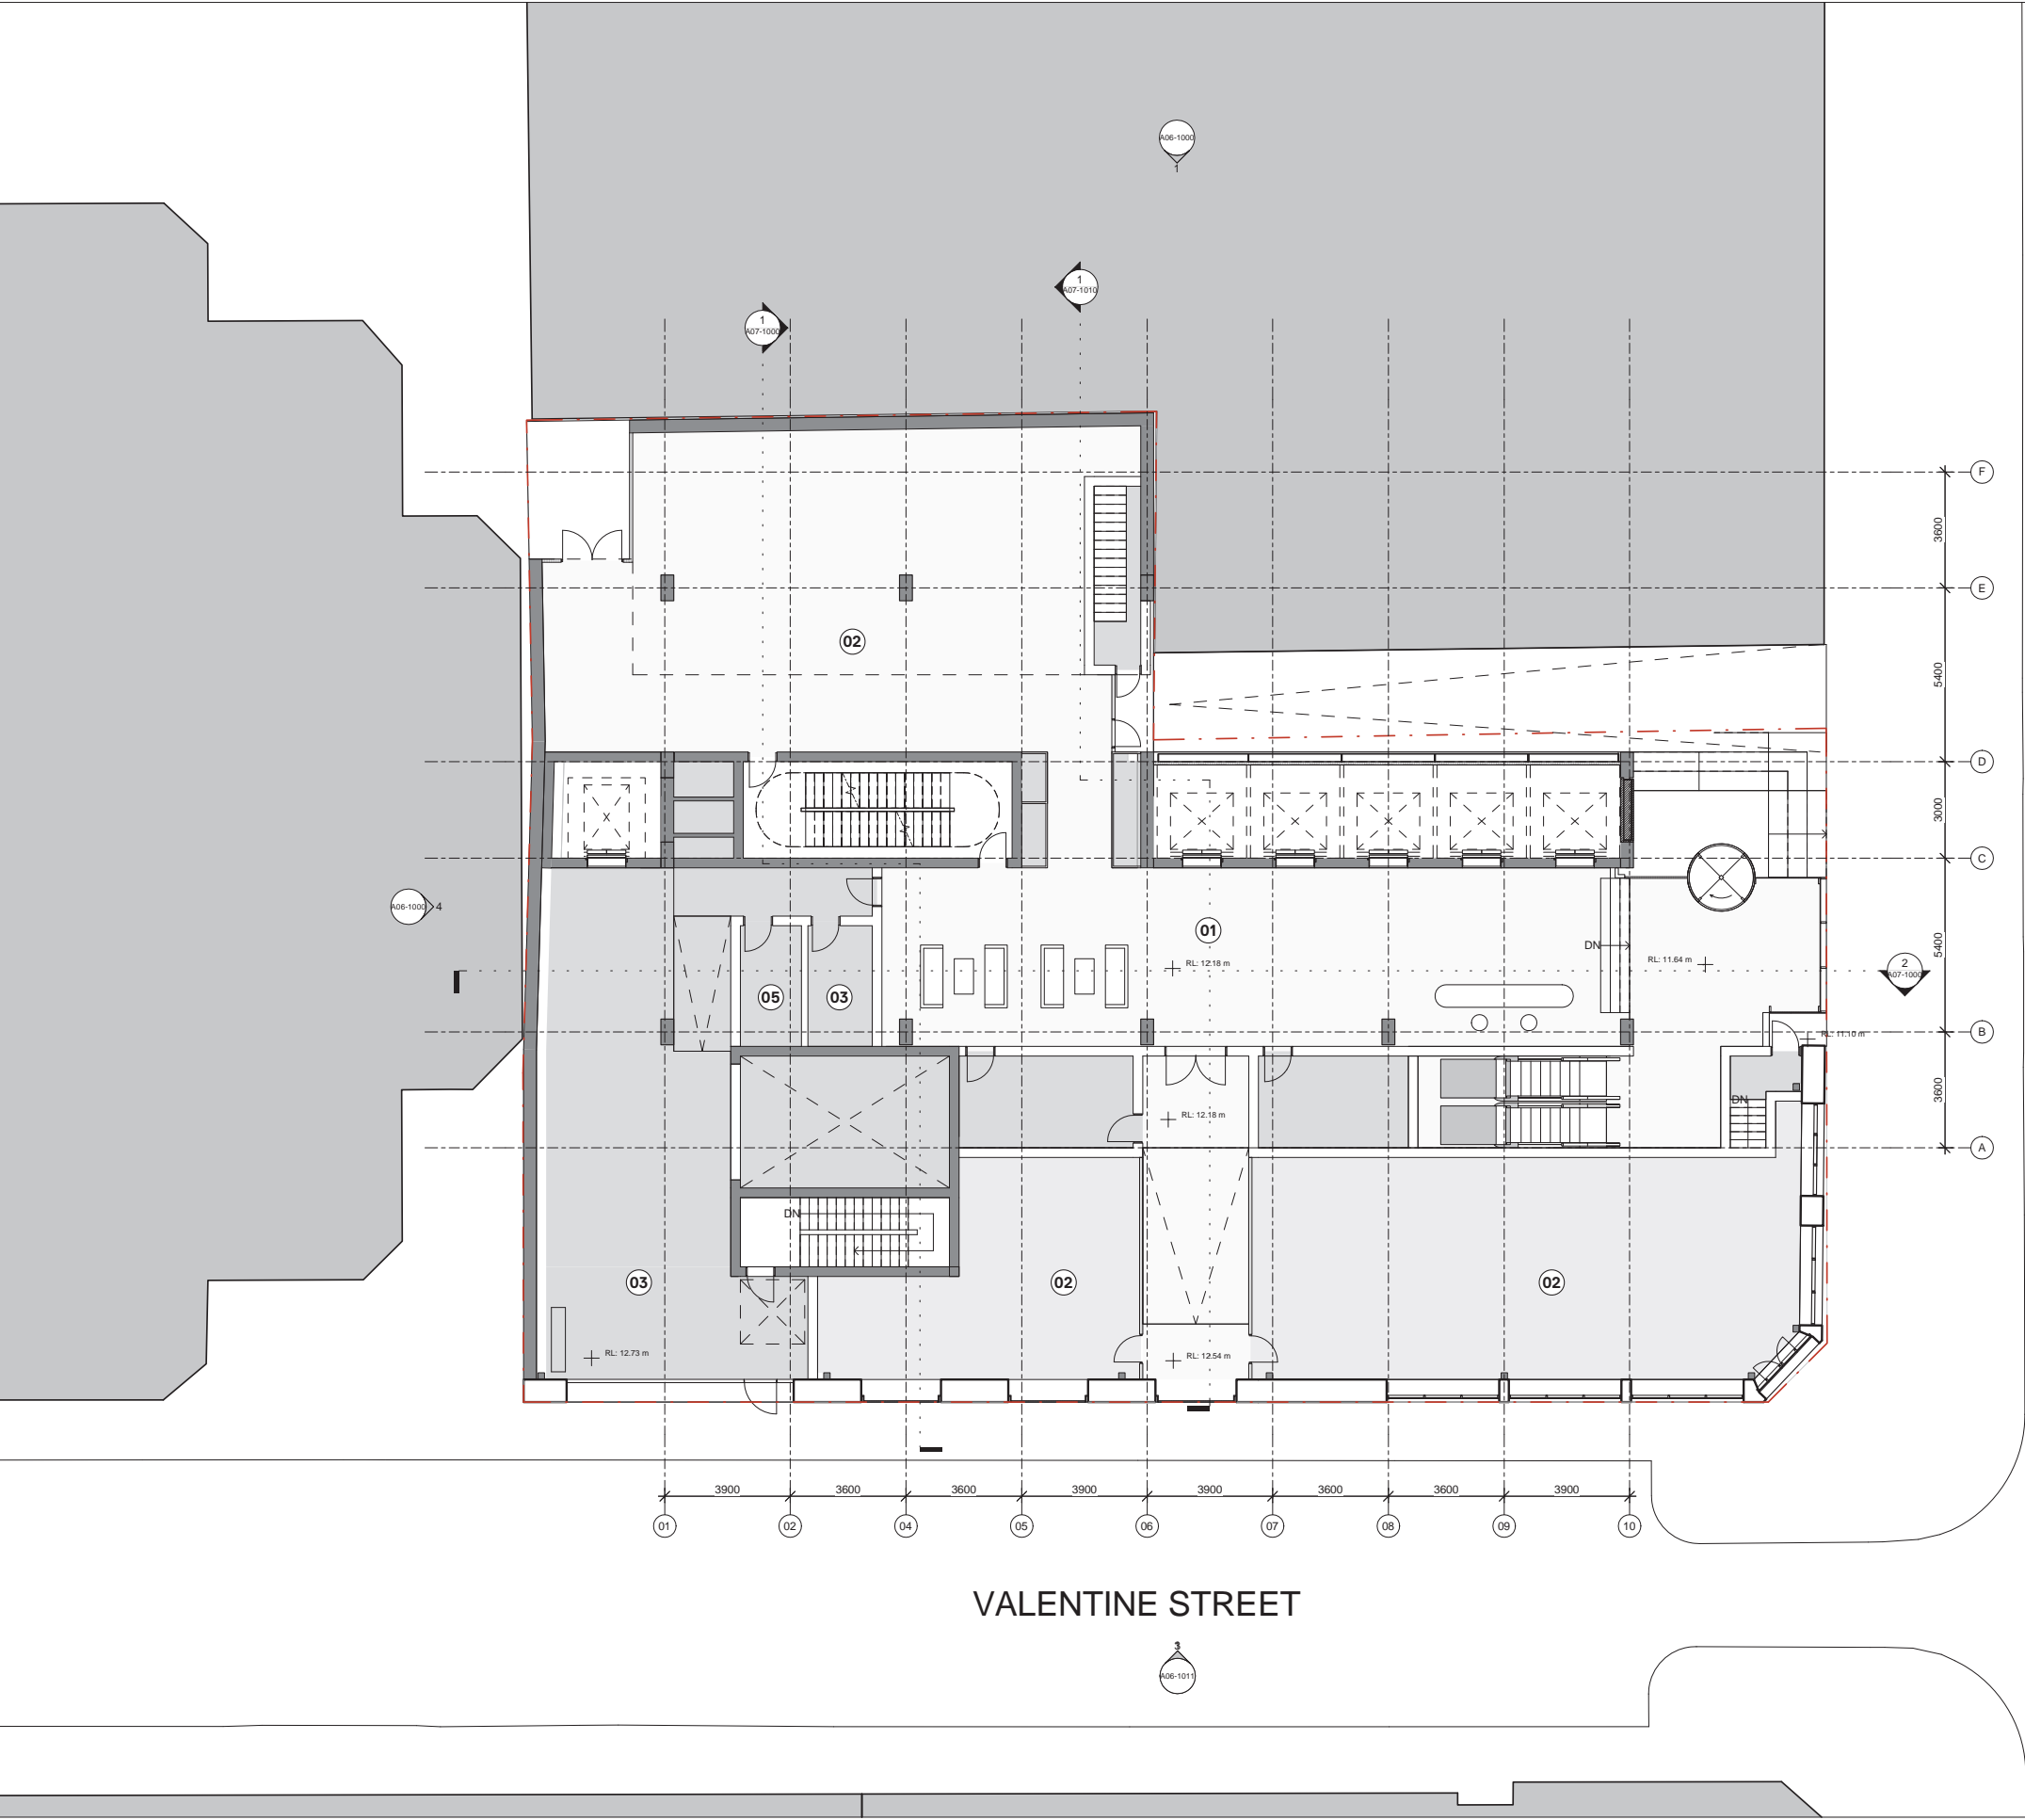 A06-1000
1
1
A07-1010
1
A07-1000
F
3600
E
02
5400
D
3000
C
A06-1000 4
01
DN
5400
RL: 12.18 m
RL: 11.64 m
2
A07-1000
05
03
B
RL: 11.10 m
3600
DN
RL: 12.18 m
A
DN
03
02
02
RL: 12.73 m
RL: 12.54 m
3900 3600 3600 3900 3900 3600 3600 3900
01 02 04 05 06 07 08 09 10
VALENTINE STREET
3
A06-1011